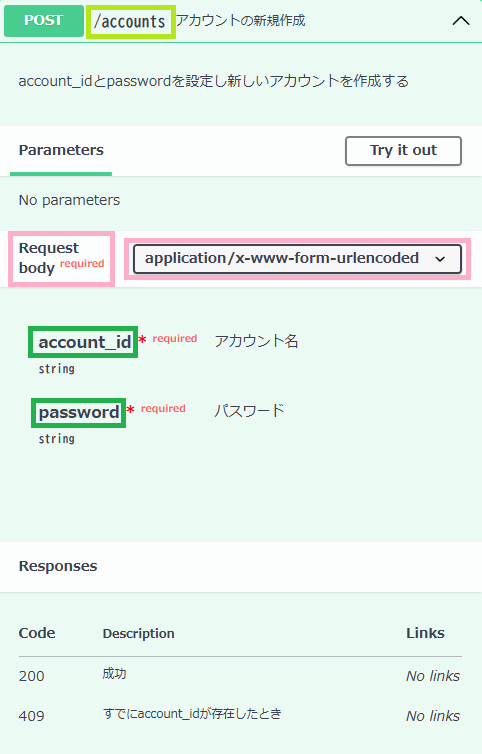 POST /accounts アカウントの新規作成
account_idとpasswordを設定し新しいアカウントを作成する
Parameters Try it out
No parameters
Request body required application/x-www-form-urlencoded
account_id * required アカウント名
string
password * required パスワード
string
Responses
Code Description Links
200 成功 No links
409 すでにaccount_idが存在したとき No links